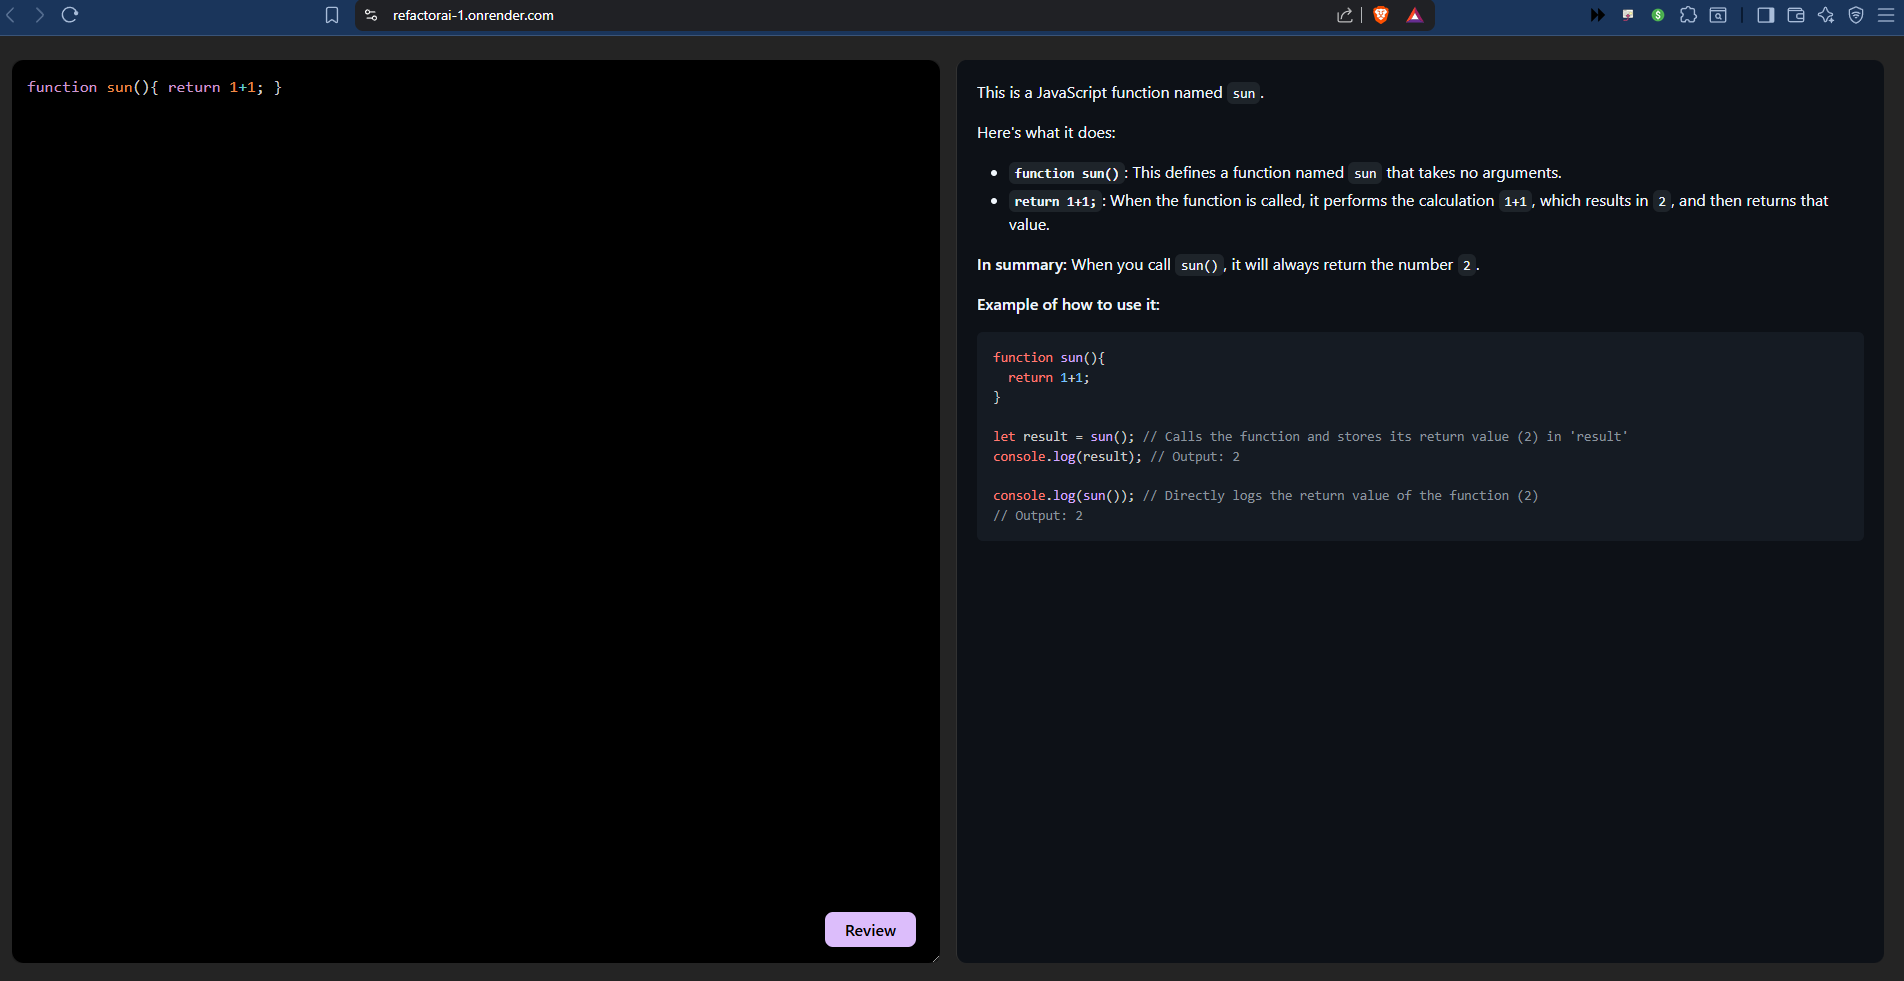 refactorai-1.onrender.com
function sun(){ return 1+1; }
Review
This is a JavaScript function named sun.
Here's what it does:
• function sun(): This defines a function named sun that takes no arguments.
• return 1+1;: When the function is called, it performs the calculation 1+1, which results in 2, and then returns that
value.
In summary: When you call sun(), it will always return the number 2.
Example of how to use it:
function sun(){
  return 1+1;
}
let result = sun(); // Calls the function and stores its return value (2) in 'result'
console.log(result); // Output: 2
console.log(sun()); // Directly logs the return value of the function (2)
// Output: 2